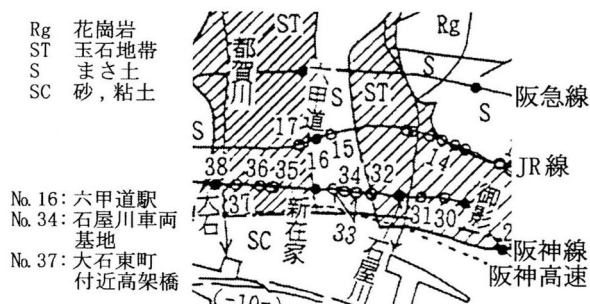 Rg 花崗岩
ST 玉石地帯
S まさ土
SC 砂，粘土
No.16：六甲道駅
No.34：石屋川車両
基地
No.37：大石東町
付近高架橋
ST
Rg
都賀川
六甲道
S
ST
S
S
阪急線
S
17
15
16
14
JR線
38
36
35
34
32
37
大石
新在家
33
石屋川
31
30
御影
2
SC
阪神線
阪神高速
(-10-)